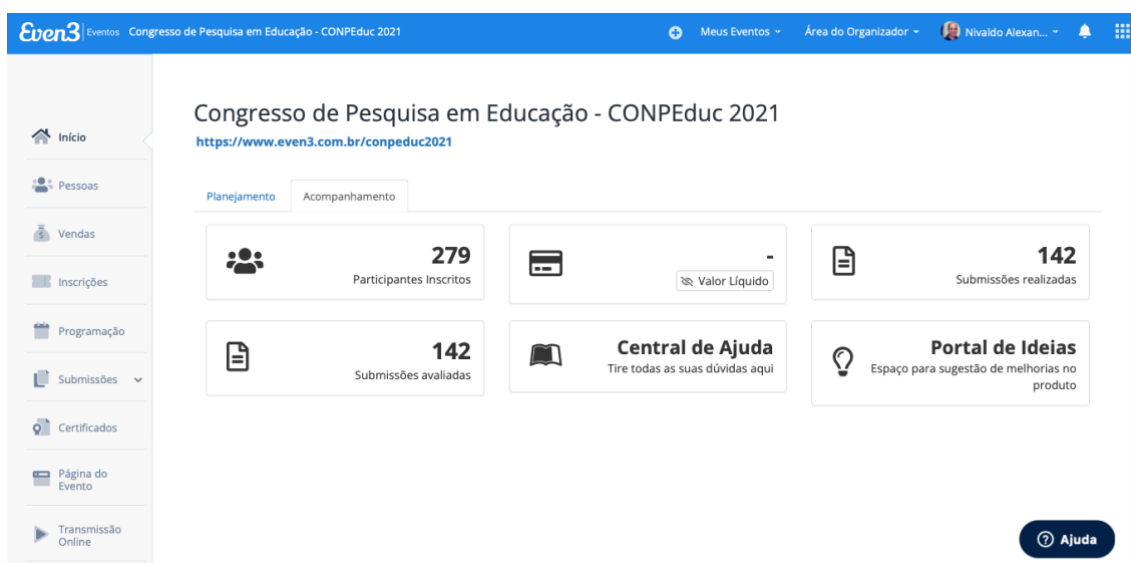 Even3 Eventos Congresso de Pesquisa em Educação - CONPEduc 2021 Meus Eventos Área do Organizador Nivaldo Alexan...
Congresso de Pesquisa em Educação - CONPEduc 2021
https://www.even3.com.br/conpeduc2021
Início
Pessoas
Vendas
Inscrições
Programação
Submissões
Certificados
Página do
Evento
Transmissão
Online
Planejamento Acompanhamento
279
Participantes Inscritos
-
Valor Líquido
142
Submissões realizadas
142
Submissões avaliadas
Central de Ajuda
Tire todas as suas dúvidas aqui
Portal de Ideias
Espaço para sugestão de melhorias no
produto
Ajuda